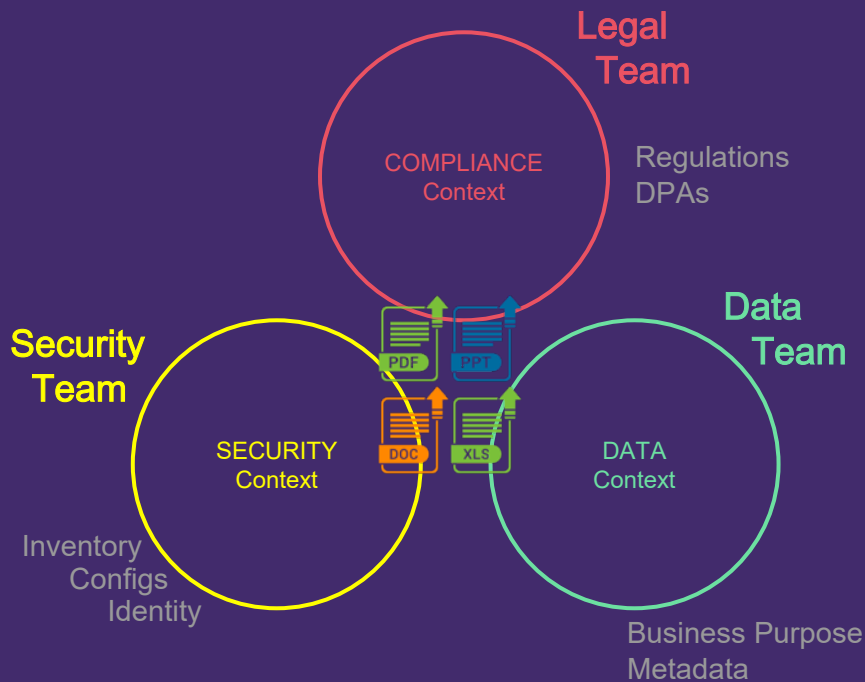 Legal
Team
COMPLIANCE
Context
Regulations
DPAs
Security
Team
PDF
PPT
Data
Team
DOC
XLS
SECURITY
Context
DATA
Context
Inventory
Configs
Identity
Business Purpose
Metadata